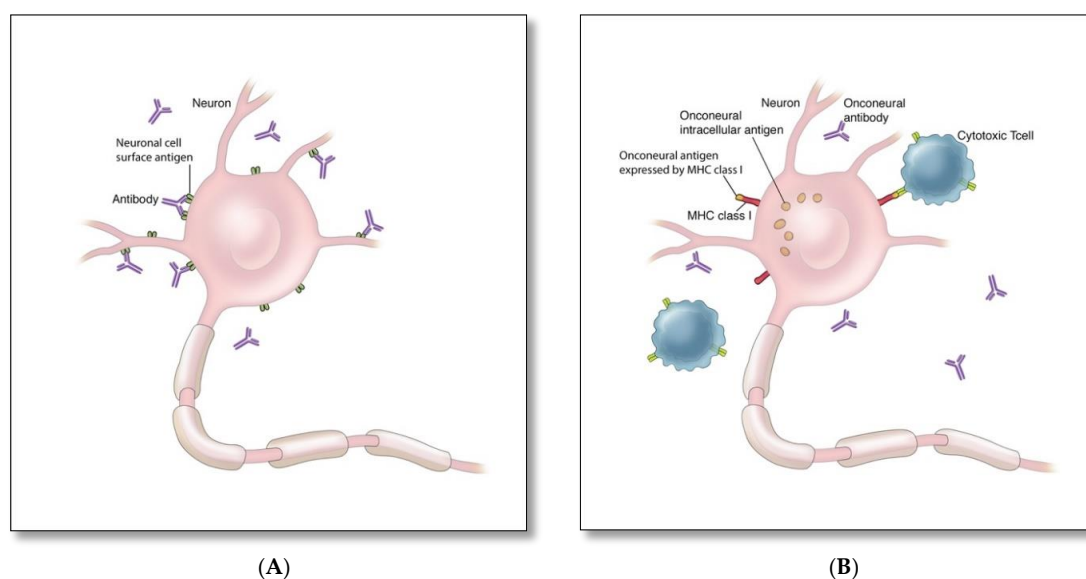 Neuron
Neuronal cell
surface antigen
Antibody
(A)
Neuron
Onconeural
antibody
Onconeural
intracellular antigen
Cytotoxic Tcell
Onconeural antigen
expressed by MHC class I
MHC class I
(B)